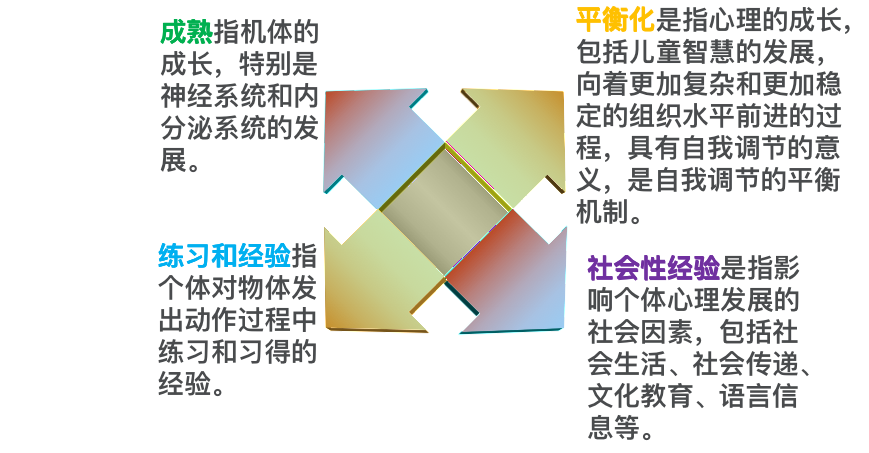 成熟指机体的
成长，特别是
神经系统和内
分泌系统的发
展。
平衡化是指心理的成长，
包括儿童智慧的发展，
向着更加复杂和更加稳
定的组织水平前进的过
程，具有自我调节的意
义，是自我调节的平衡
机制。
练习和经验指
个体对物体发
出动作过程中
练习和习得的
经验。
社会性经验是指影
响个体心理发展的
社会因素，包括社
会生活、社会传递、
文化教育、语言信
息等。